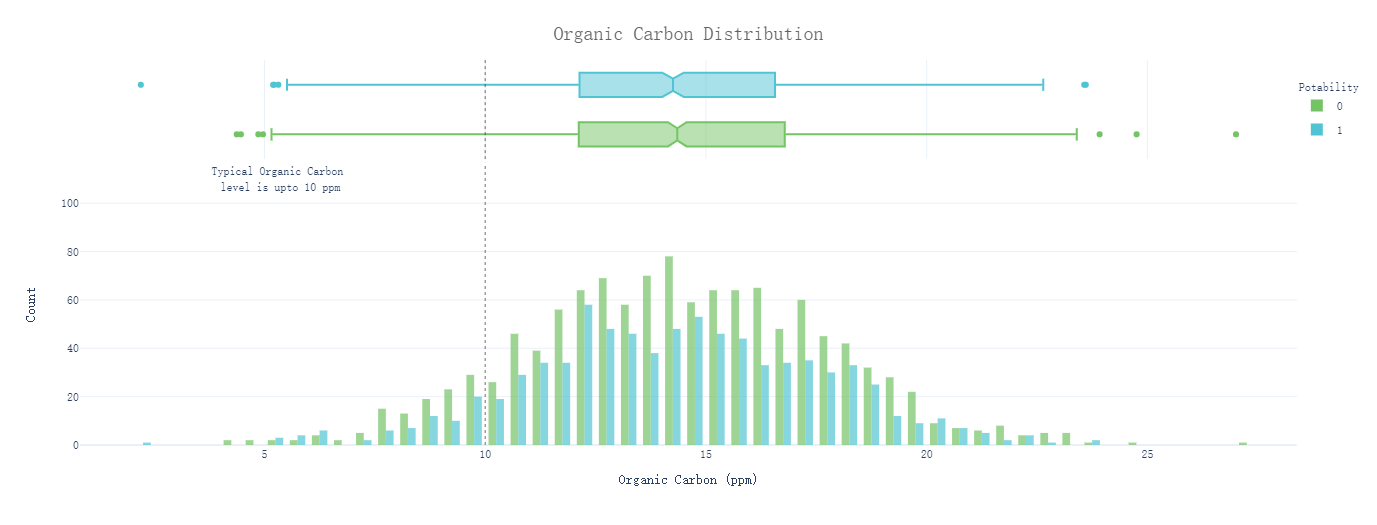 Organic Carbon Distribution
Potability
0
1
Typical Organic Carbon
level is upto 10 ppm
100
80
60
40
20
0
Count
5
10
15
20
25
Organic Carbon (ppm)